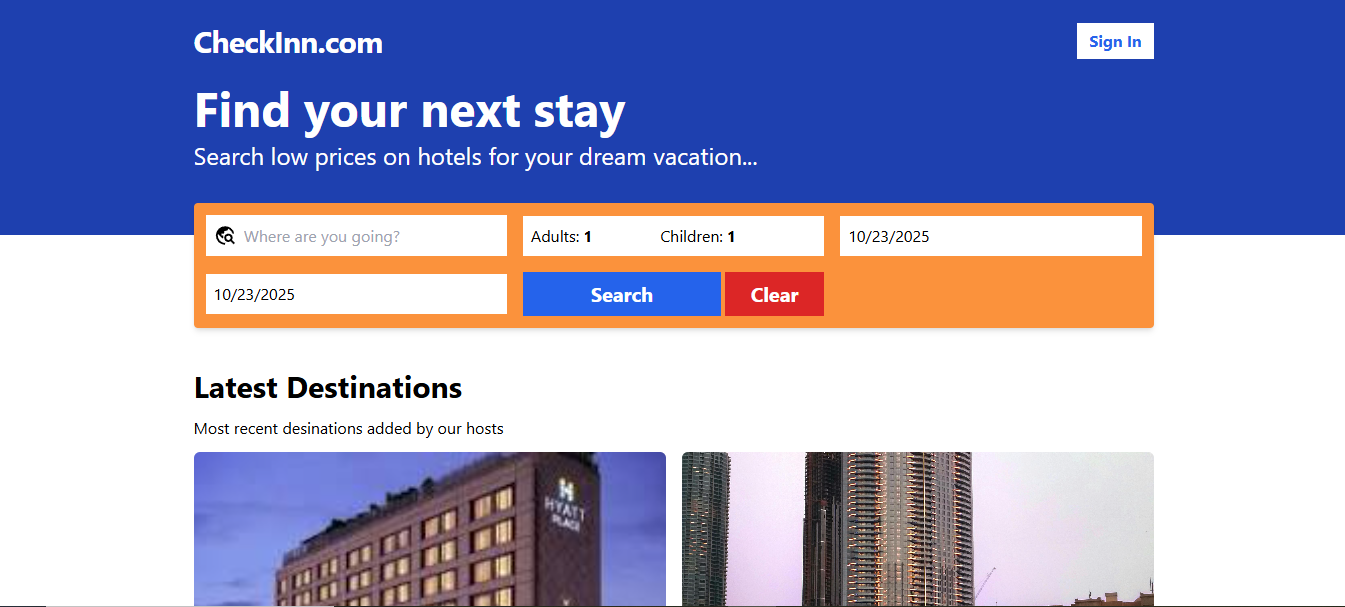 CheckInn.com
Sign In
Find your next stay
Search low prices on hotels for your dream vacation...
Where are you going?
Adults: 1
Children: 1
10/23/2025
10/23/2025
Search
Clear
Latest Destinations
Most recent desinations added by our hosts
HYATT
PLACE